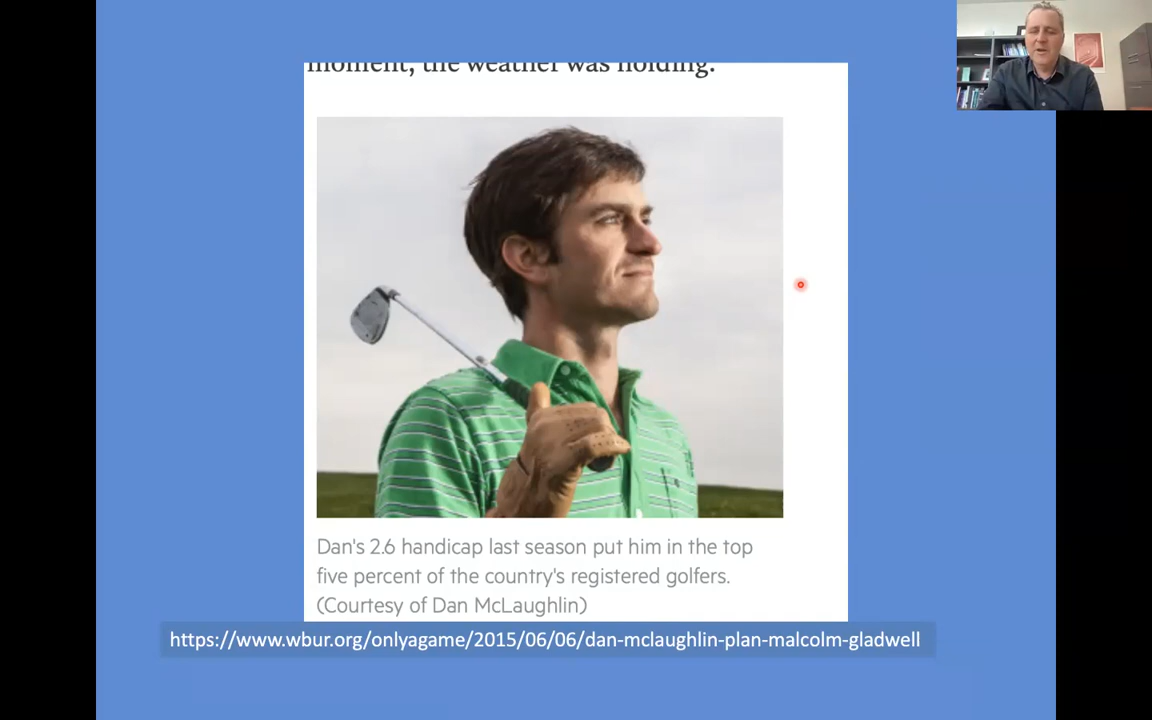 moment, the weather was holding.
Dan's 2.6 handicap last season put him in the top
five percent of the country's registered golfers.
(Courtesy of Dan McLaughlin)
https://www.wbur.org/onlyagame/2015/06/06/dan-mclaughlin-plan-malcolm-gladwell